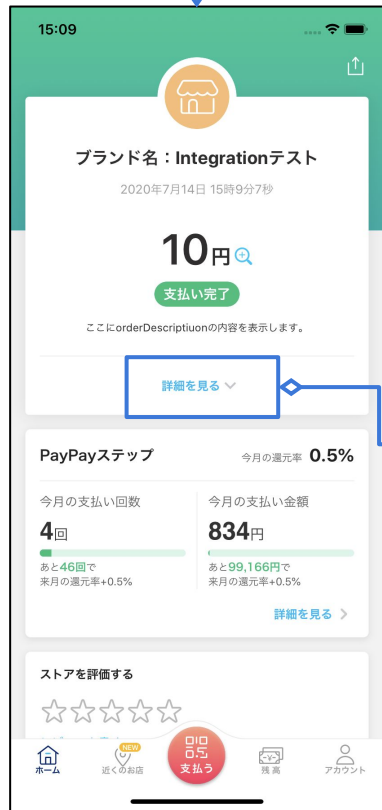 15:09
ブランド名：Integrationテスト
2020年7月14日 15時9分7秒
10円
支払い完了
ここにorderDescriptiuonの内容を表示します。
詳細を見る
PayPayステップ
今月の還元率 0.5%
今月の支払い回数
4回
あと46回で
来月の還元率+0.5%
今月の支払い金額
834円
あと99,166円で
来月の還元率+0.5%
詳細を見る
ストアを評価する
ホーム
NEW
近くのお店
支払う
残高
アカウント